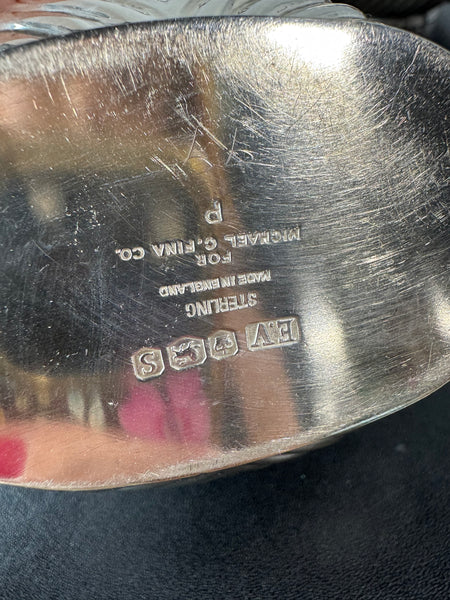 E.V S
STERLING
MADE IN ENGLAND
FOR
MICHAEL C. FINA CO.
P